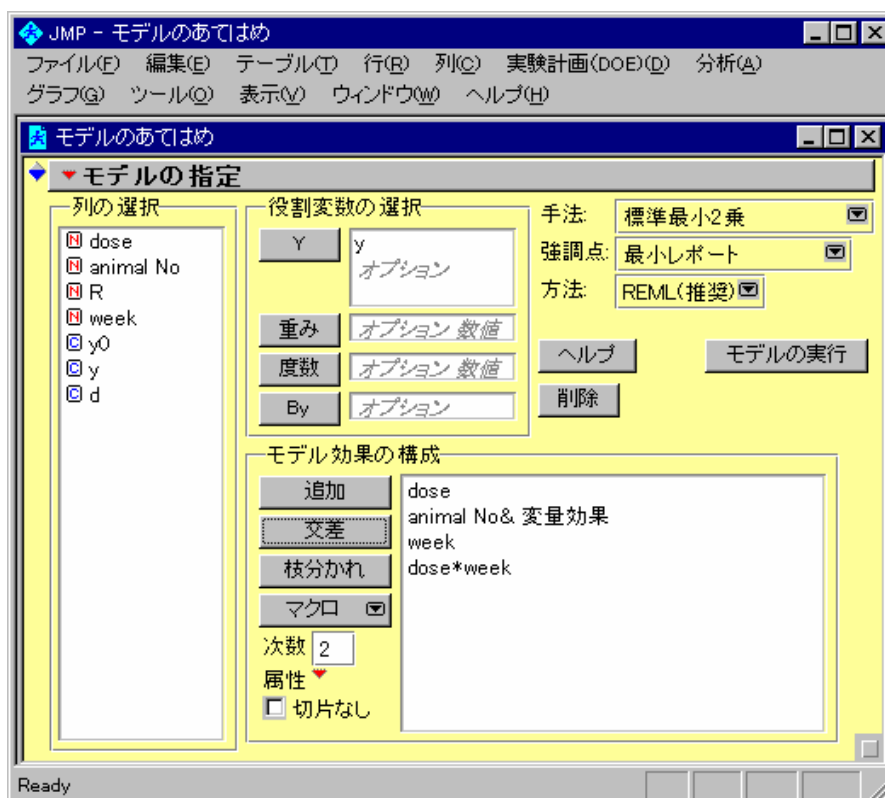 JMP - モデルのあてはめ
ファイル(F) 編集(E) テーブル(T) 行(R) 列(C) 実験計画(DOE)(D) 分析(A)
グラフ(G) ツール(O) 表示(V) ウィンドウ(W) ヘルプ(H)
モデルのあてはめ
モデルの指定
列の選択
N dose
N animal No
N R
N week
C y0
C y
C d
役割変数の選択
Y
y
オプション
重み オプション 数値
度数 オプション 数値
By オプション
手法: 標準最小2乗
強調点: 最小レポート
方法: REML(推奨)
ヘルプ モデルの実行
削除
モデル効果の構成
追加
交差
枝分かれ
マクロ
次数 2
属性
切片なし
dose
animal No& 変量効果
week
dose*week
Ready